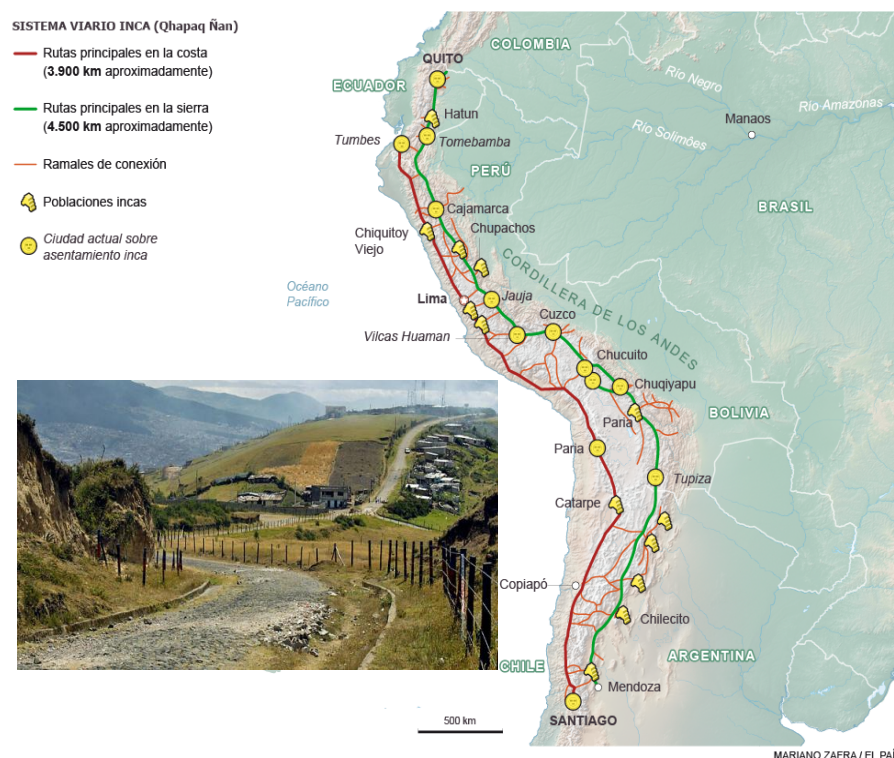 SISTEMA VIARIO INCA (Qhapaq Ñan)
Rutas principales en la costa
(3.900 km aproximadamente)
Rutas principales en la sierra
(4.500 km aproximadamente)
Ramales de conexión
Poblaciones incas
Ciudad actual sobre
asentamiento inca
COLOMBIA
QUITO
ECUADOR
Río Negro
Hatun
Manaos
Río Amazonas
Río Solimões
Tumbes
Tomebamba
PERÚ
BRASIL
Cajamarca
Chiquitoy
Viejo
Chupachos
CORDILLERA DE LOS ANDES
Océano
Pacífico
Lima
Jauja
Cuzco
Vilcas Huaman
Chucuito
Chuqiyapu
BOLIVIA
Paria
Paria
Tupiza
Catarpe
Copiapó
Chilecito
ARGENTINA
CHILE
Mendoza
SANTIAGO
500 km
MARIANO ZAFRA / EL PAÍ